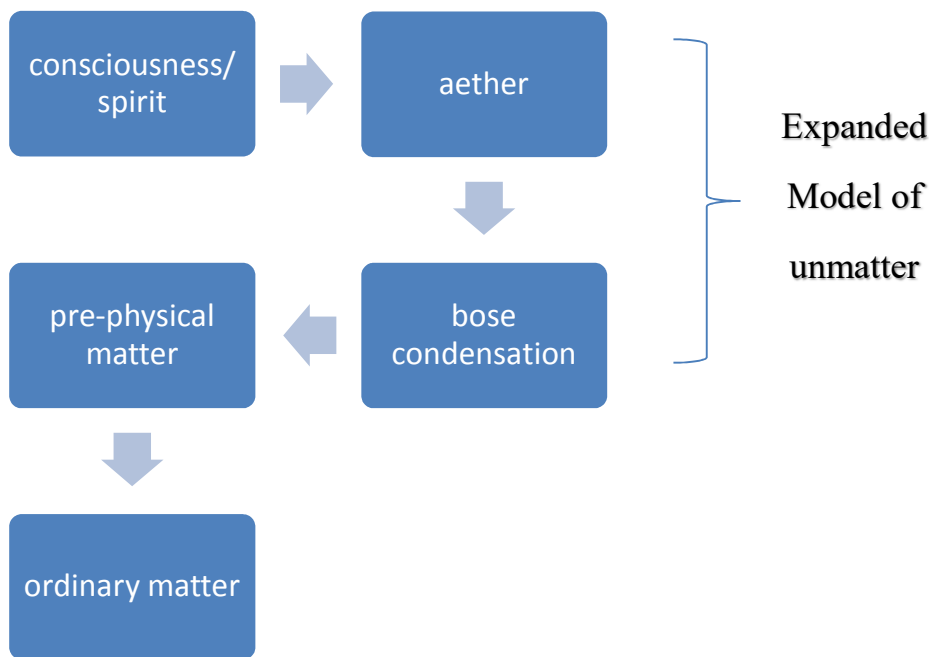 consciousness/
spirit
aether
Expanded
Model of
unmatter
bose
condensation
pre-physical
matter
ordinary matter